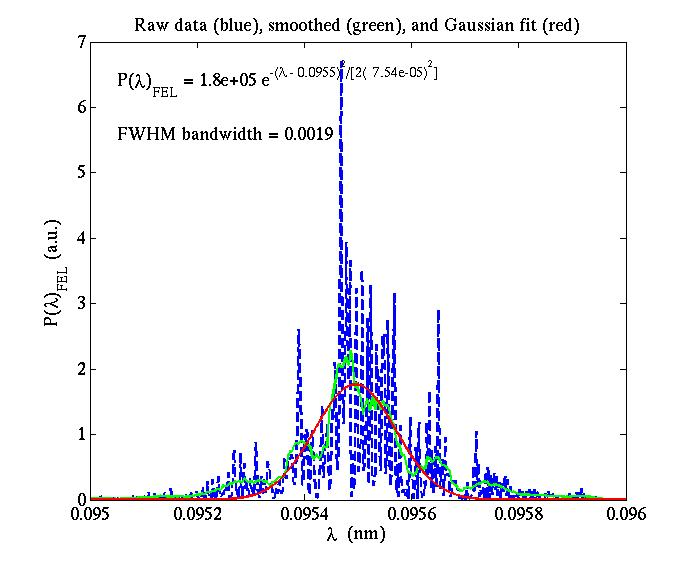 Raw data (blue), smoothed (green), and Gaussian fit (red)
P(λ)FEL = 1.8e+05 e-(λ - 0.0955)2/[2( 7.54e-05)2]
FWHM bandwidth = 0.0019
7
6
5
4
3
2
1
0
P(λ)FEL (a.u.)
0.095 0.0952 0.0954 0.0956 0.0958 0.096
λ (nm)